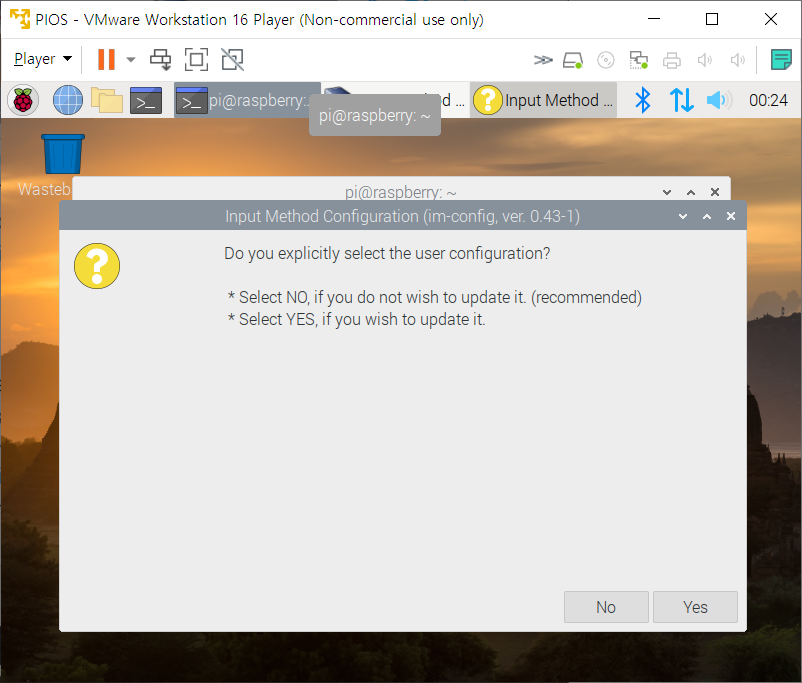 PIOS - VMware Workstation 16 Player (Non-commercial use only)
Player
pi@raspberry:
Input Method ...
00:24
pi@raspberry: ~
pi@raspberry: ~
Input Method Configuration (im-config, ver. 0.43-1)
Do you explicitly select the user configuration?
* Select NO, if you do not wish to update it. (recommended)
* Select YES, if you wish to update it.
No
Yes